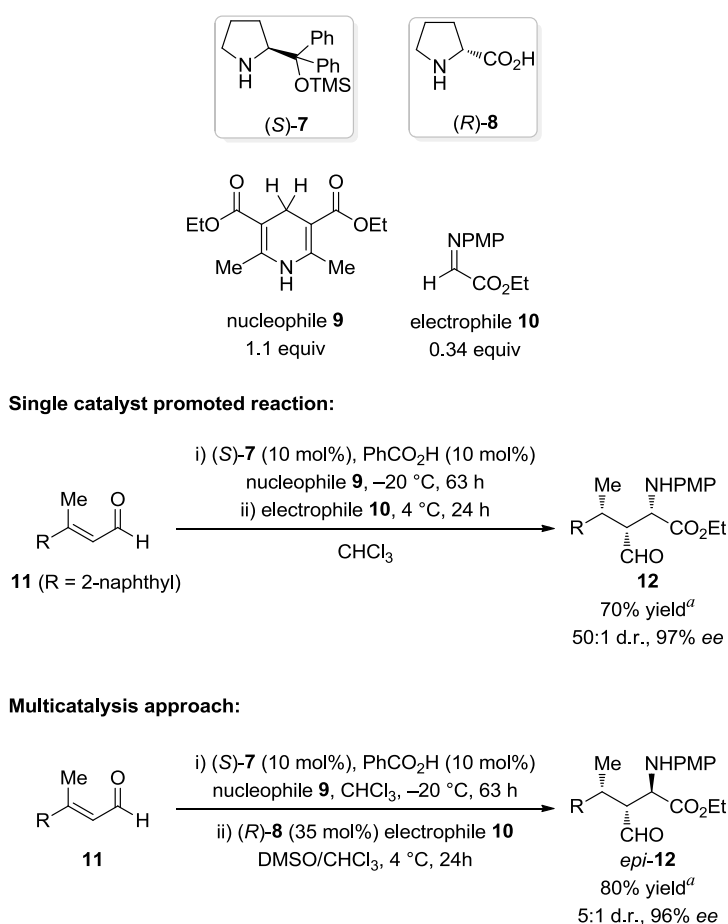 N
H
Ph
Ph
OTMS
(S)-7
N
H
CO2H
(R)-8
O H H O
EtO OEt
Me N Me
H
nucleophile 9
1.1 equiv
NPMP
H CO2Et
electrophile 10
0.34 equiv
Single catalyst promoted reaction:
Me O
R H
11 (R = 2-naphthyl)
i) (S)-7 (10 mol%), PhCO2H (10 mol%)
nucleophile 9, –20 °C, 63 h
ii) electrophile 10, 4 °C, 24 h
CHCl3
Me NHPMP
R CO2Et
CHO
12
70% yield^a
50:1 d.r., 97% ee
Multicatalysis approach:
Me O
R H
11
i) (S)-7 (10 mol%), PhCO2H (10 mol%)
nucleophile 9, CHCl3, –20 °C, 63 h
ii) (R)-8 (35 mol%) electrophile 10
DMSO/CHCl3, 4 °C, 24h
Me NHPMP
R CO2Et
CHO
epi-12
80% yield^a
5:1 d.r., 96% ee